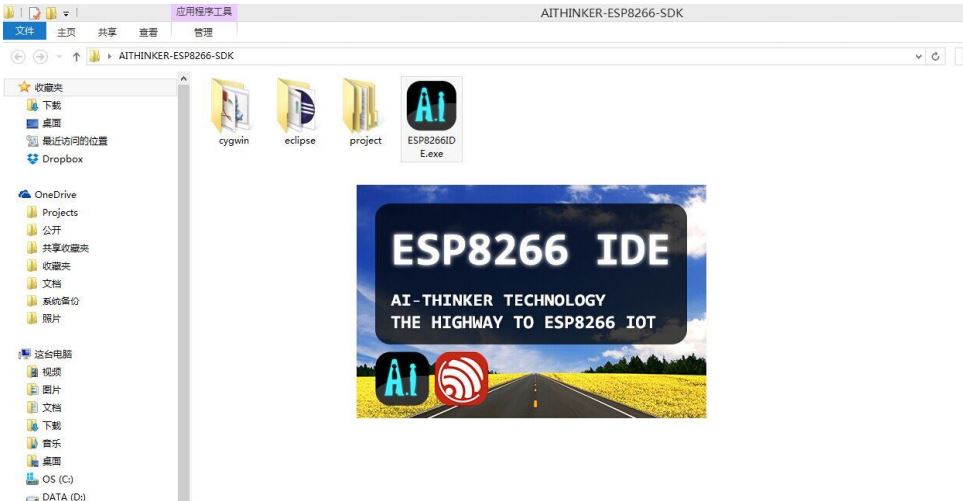 应用程序工具
AITHINKER-ESP8266-SDK
文件 主页 共享 查看 管理
AITHINKER-ESP8266-SDK
收藏夹
下载
桌面
最近访问的位置
Dropbox
OneDrive
Projects
公开
共享收藏夹
收藏夹
文档
系统备份
照片
这台电脑
视频
图片
文档
下载
音乐
桌面
OS (C:)
DATA (D:)
cygwin
eclipse
project
A.i
ESP8266ID
E.exe
ESP8266 IDE
AI-THINKER TECHNOLOGY
THE HIGHWAY TO ESP8266 IOT
A.i